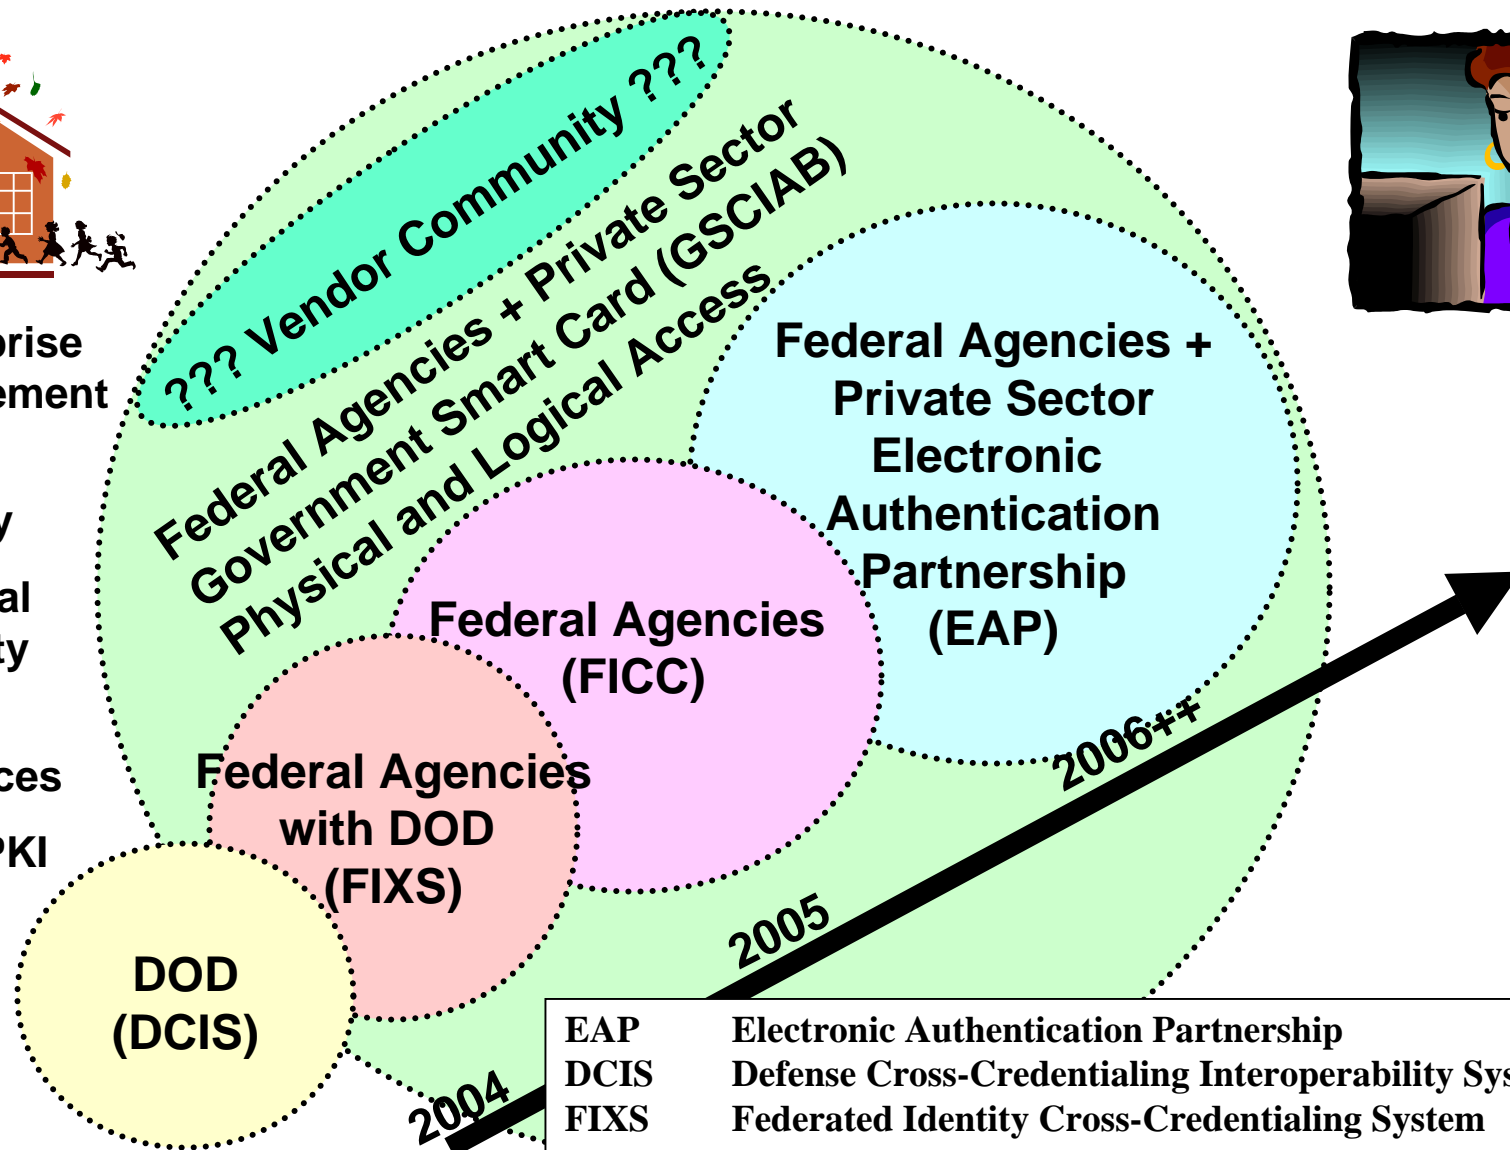 ??? Vendor Community ???
Federal Agencies + Private Sector
Government Smart Card (GSCIAB)
Physical and Logical Access
Federal Agencies +
Private Sector
Electronic
Authentication
Partnership
(EAP)
Federal Agencies
(FICC)
Federal Agencies
with DOD
(FIXS)
DOD
(DCIS)
prise
ement
y
al
ty
ces
PKI
2004
2005
2006++
EAP Electronic Authentication Partnership
DCIS Defense Cross-Credentialing Interoperability Sys
FIXS Federated Identity Cross-Credentialing System